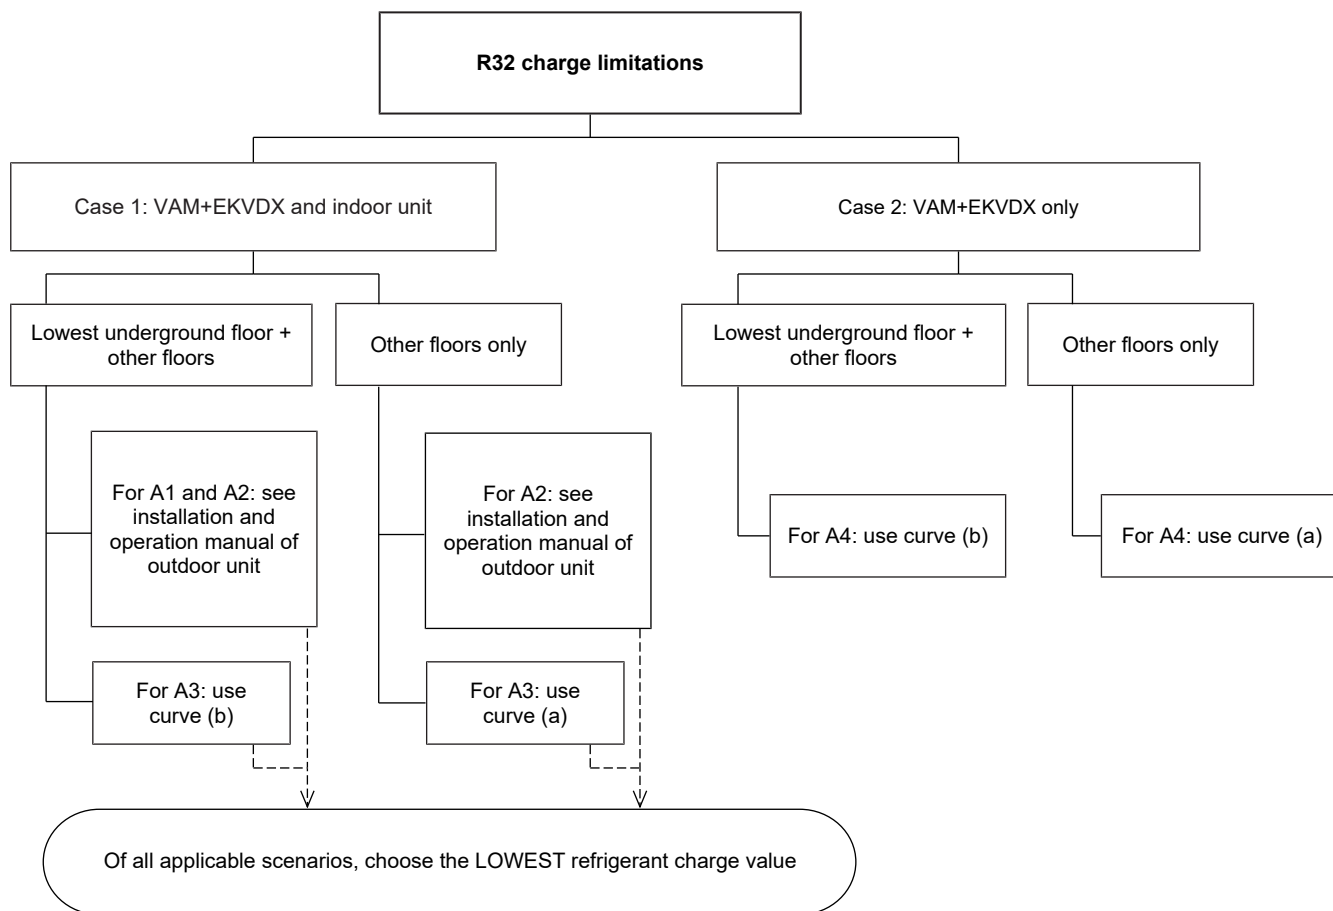 R32 charge limitations
Case 1: VAM+EKVDX and indoor unit
Case 2: VAM+EKVDX only
Lowest underground floor +
other floors
Other floors only
Lowest underground floor +
other floors
Other floors only
For A1 and A2: see
installation and
operation manual of
outdoor unit
For A2: see
installation and
operation manual of
outdoor unit
For A4: use curve (b)
For A4: use curve (a)
For A3: use
curve (b)
For A3: use
curve (a)
Of all applicable scenarios, choose the LOWEST refrigerant charge value